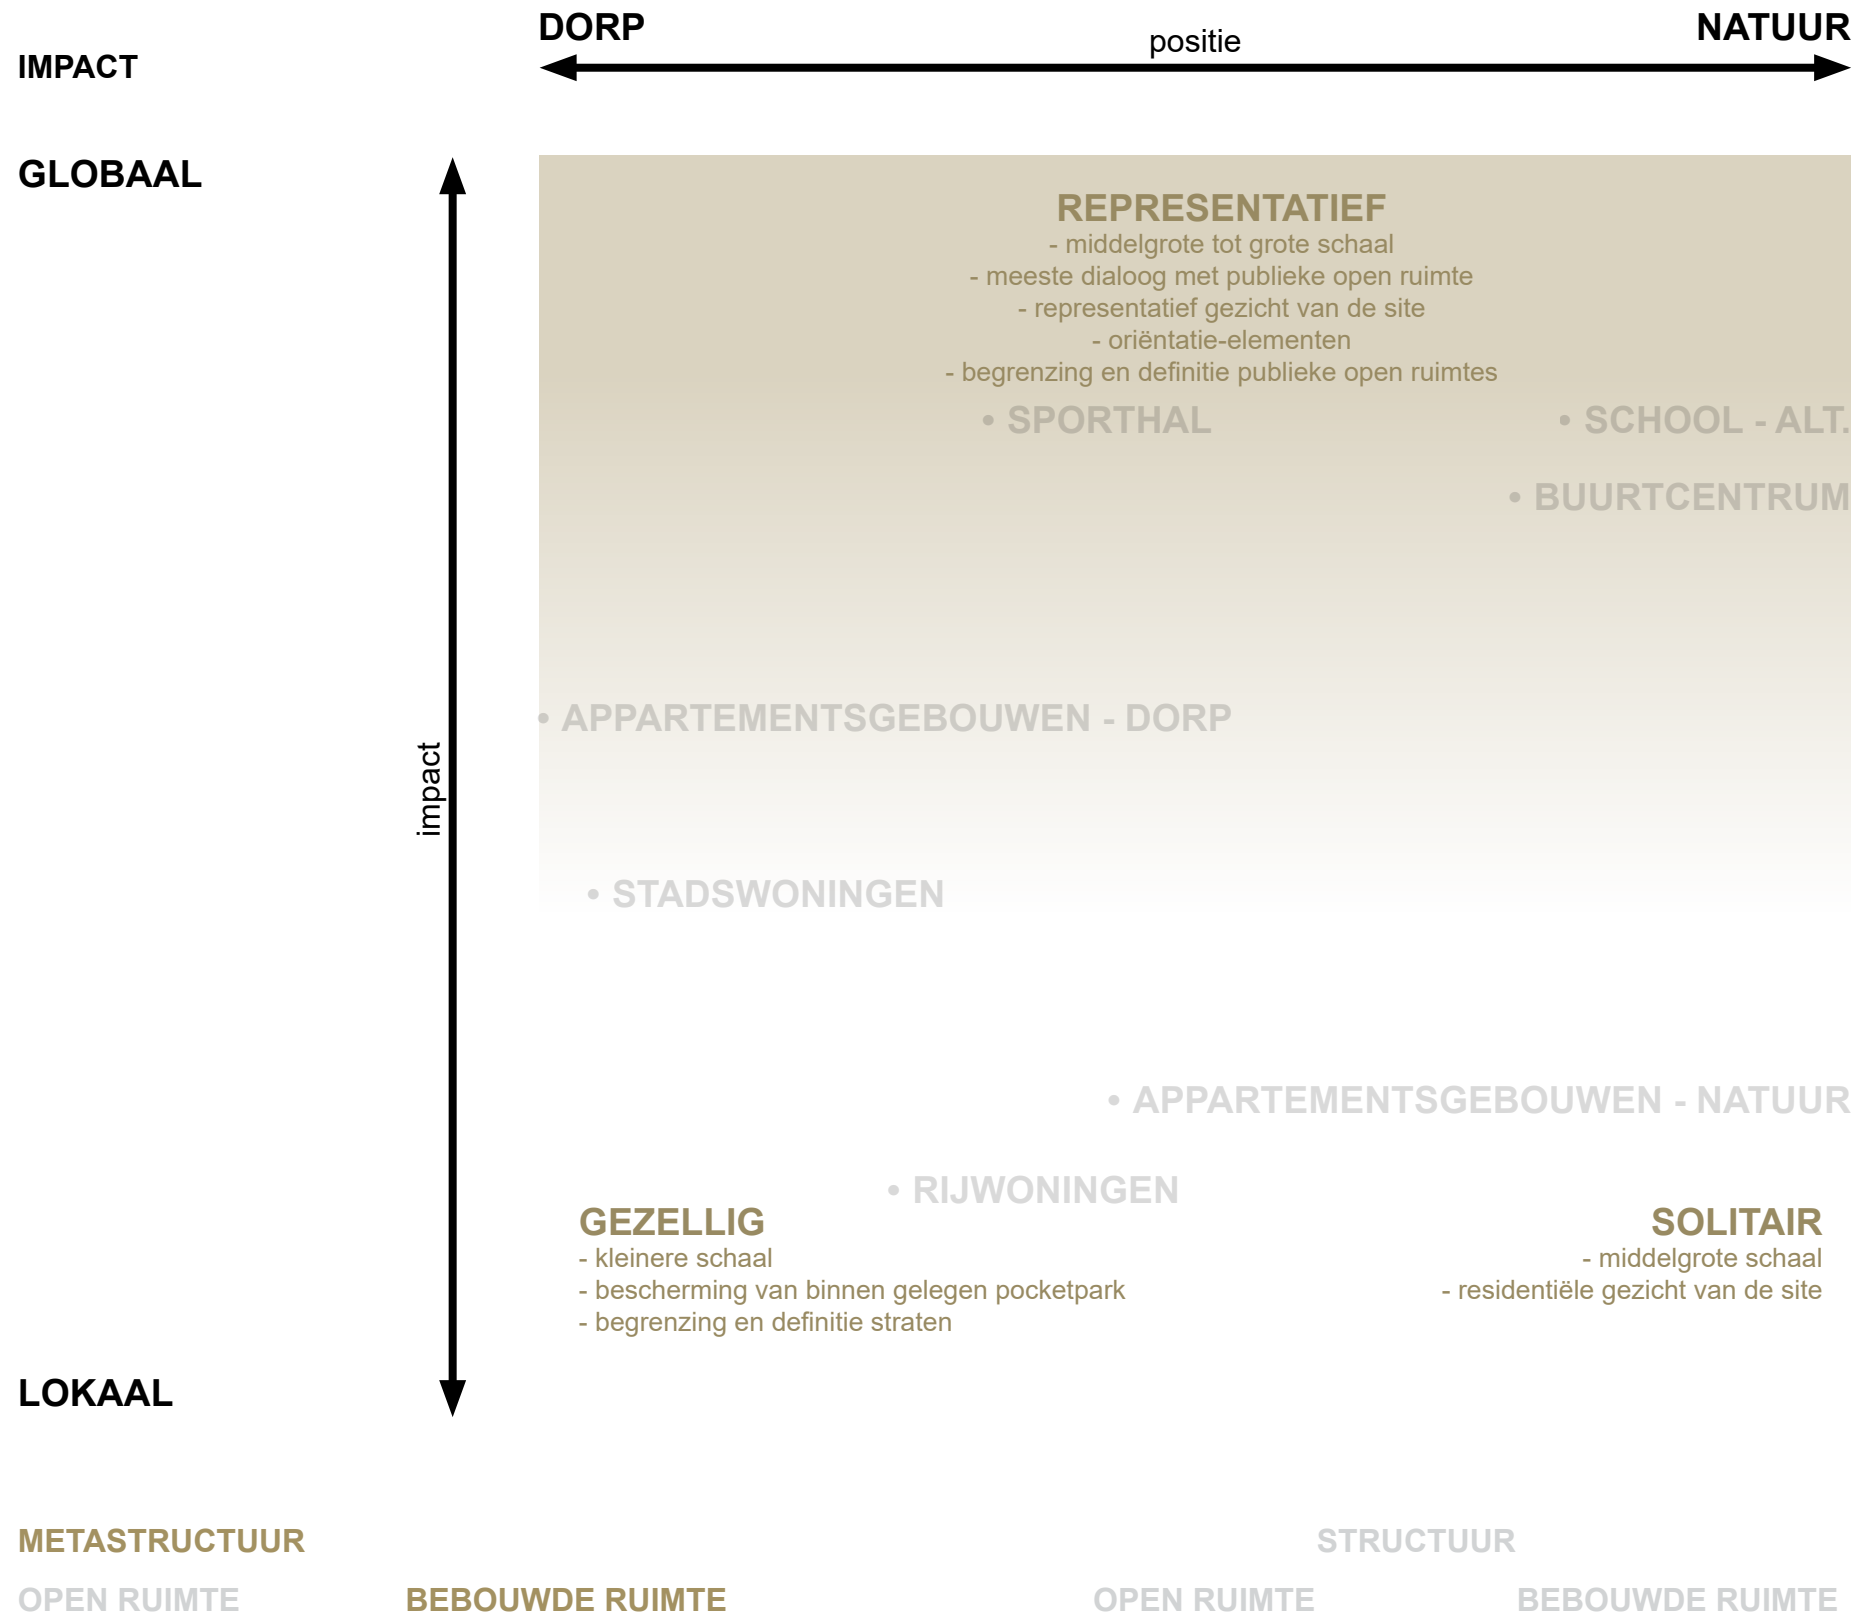 DORP
positie
NATUUR
IMPACT
GLOBAAL
REPRESENTATIEF
- middelgrote tot grote schaal
- meeste dialoog met publieke open ruimte
- representatief gezicht van de site
- oriëntatie-elementen
- begrenzing en definitie publieke open ruimtes
• SPORTHAL
• SCHOOL - ALT.
• BUURTCENTRUM
• APPARTEMENTSGEBOUWEN - DORP
impact
• STADSWONINGEN
• APPARTEMENTSGEBOUWEN - NATUUR
• RIJWONINGEN
GEZELLIG
- kleinere schaal
- bescherming van binnen gelegen pocketpark
- begrenzing en definitie straten
SOLITAIR
- middelgrote schaal
- residentiële gezicht van de site
LOKAAL
METASTRUCTUUR
STRUCTUUR
OPEN RUIMTE
BEBOUWDE RUIMTE
OPEN RUIMTE
BEBOUWDE RUIMTE